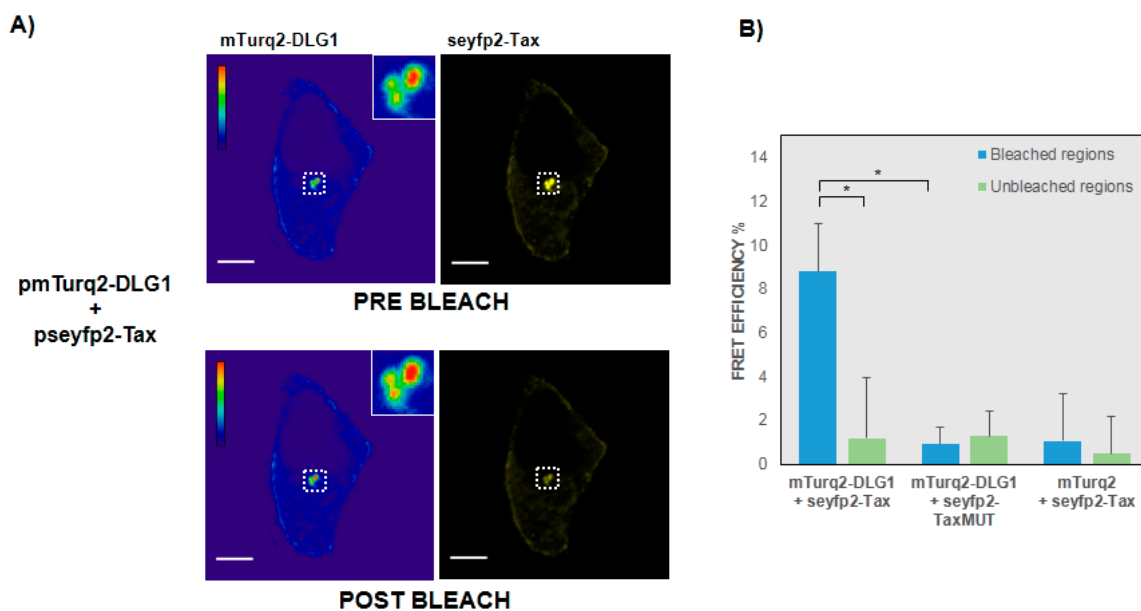 A)
mTurq2-DLG1
seyfp2-Tax
pmTurq2-DLG1
+
pseyfp2-Tax
PRE BLEACH
POST BLEACH
B)
FRET EFFICIENCY %
14
12
10
8
6
4
2
0
Bleached regions
Unbleached regions
*
*
mTurq2-DLG1
+ seyfp2-Tax
mTurq2-DLG1
+ seyfp2-
TaxMUT
mTurq2
+ seyfp2-Tax